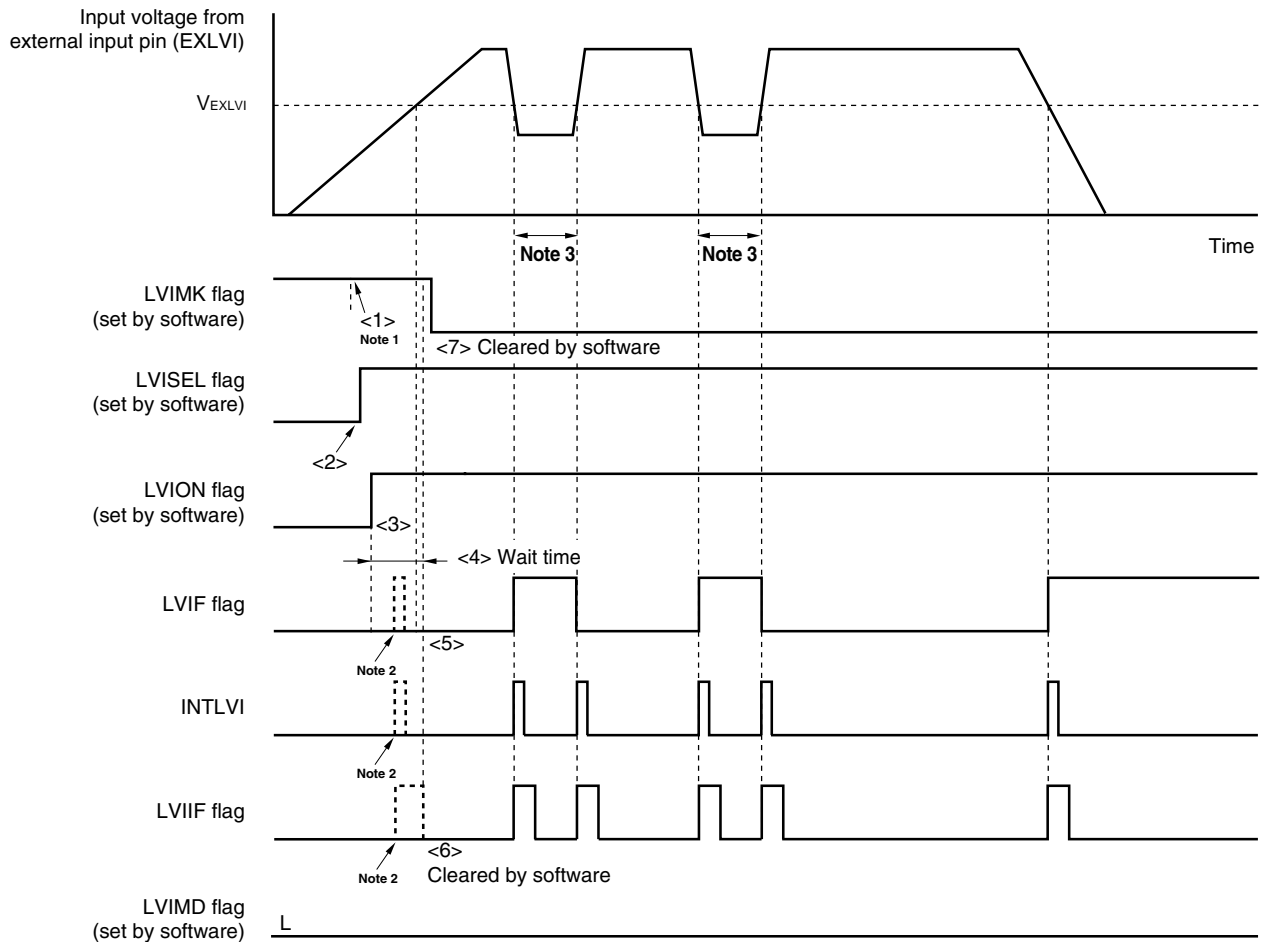 Input voltage from
external input pin (EXLVI)
VEXLVI
Note 3
Note 3
Time
LVIMK flag
(set by software)
<1>
Note 1
<7> Cleared by software
LVISEL flag
(set by software)
<2>
LVION flag
(set by software)
<3>
<4> Wait time
LVIF flag
<5>
Note 2
INTLVI
Note 2
LVIIF flag
<6>
Note 2
Cleared by software
LVIMD flag
(set by software)
L